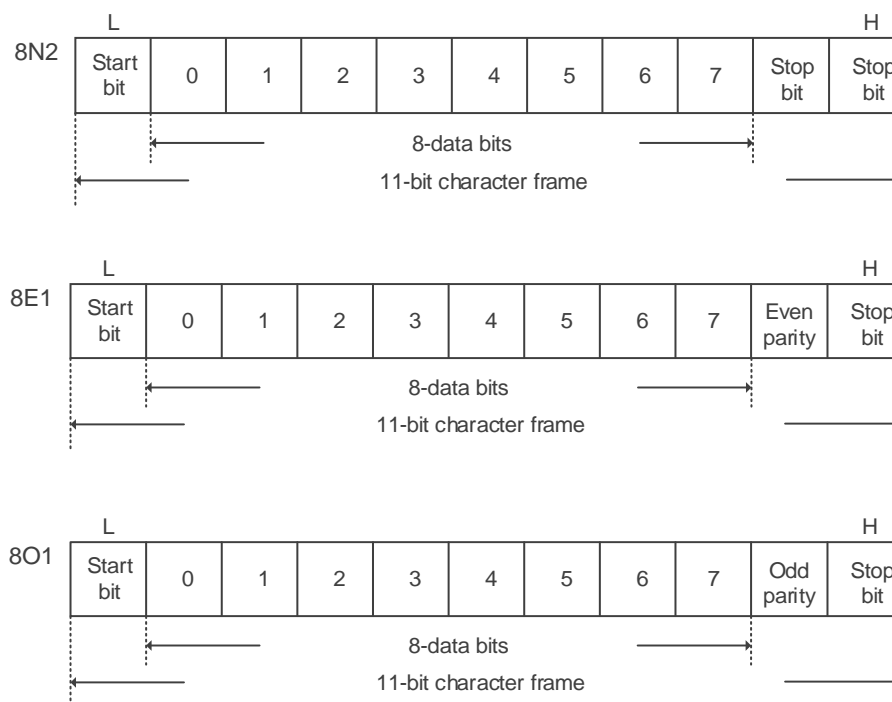 L H
8N2 Start bit 0 1 2 3 4 5 6 7 Stop bit Stop bit
8-data bits
11-bit character frame
L H
8E1 Start bit 0 1 2 3 4 5 6 7 Even parity Stop bit
8-data bits
11-bit character frame
L H
8O1 Start bit 0 1 2 3 4 5 6 7 Odd parity Stop bit
8-data bits
11-bit character frame